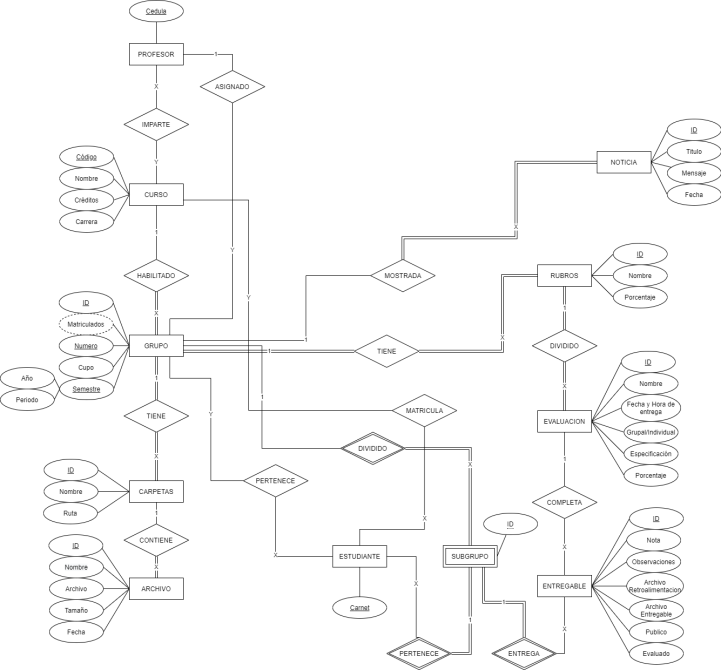 Cedula
PROFESOR
1
ASIGNADO
X
IMPARTE
Y
Código
Nombre
Créditos
Carrera
CURSO
ID
Título
Mensaje
Fecha
NOTICIA
X
Y
1
Y
HABILITADO
MOSTRADA
1
X
ID
Nombre
Porcentaje
RUBROS
X
1
ID
Matriculados
Numero
Cupo
Semestre
Año
Periodo
GRUPO
1
TIENE
DIVIDIDO
X
1
TIENE
X
1
Y
MATRICULA
X
ID
Nombre
Fecha y Hora de
entrega
Grupal/Individual
Especificación
Porcentaje
EVALUACION
1
DIVIDIDO
X
PERTENECE
X
ID
Nombre
Ruta
CARPETAS
1
CONTIENE
X
COMPLETA
X
ID
ID
Nombre
Archivo
Tamaño
Fecha
ARCHIVO
ESTUDIANTE
X
Carnet
SUBGRUPO
1
1
PERTENECE
ENTREGA
X
ENTREGABLE
ID
Nota
Observaciones
Archivo
Retroalimentacion
Archivo
Entregable
Publico
Evaluado